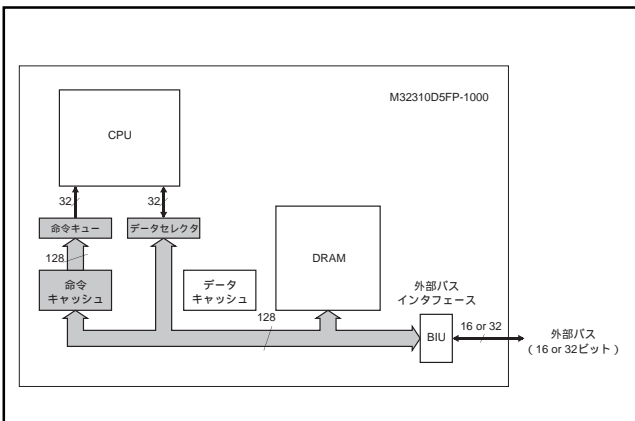 M32310D5FP-1000
CPU
32
32
命令キュー
データセレクタ
128
命令
キャッシュ
データ
キャッシュ
DRAM
外部バス
インタフェース
128
BIU
16 or 32
外部バス
（16 or 32ビット）